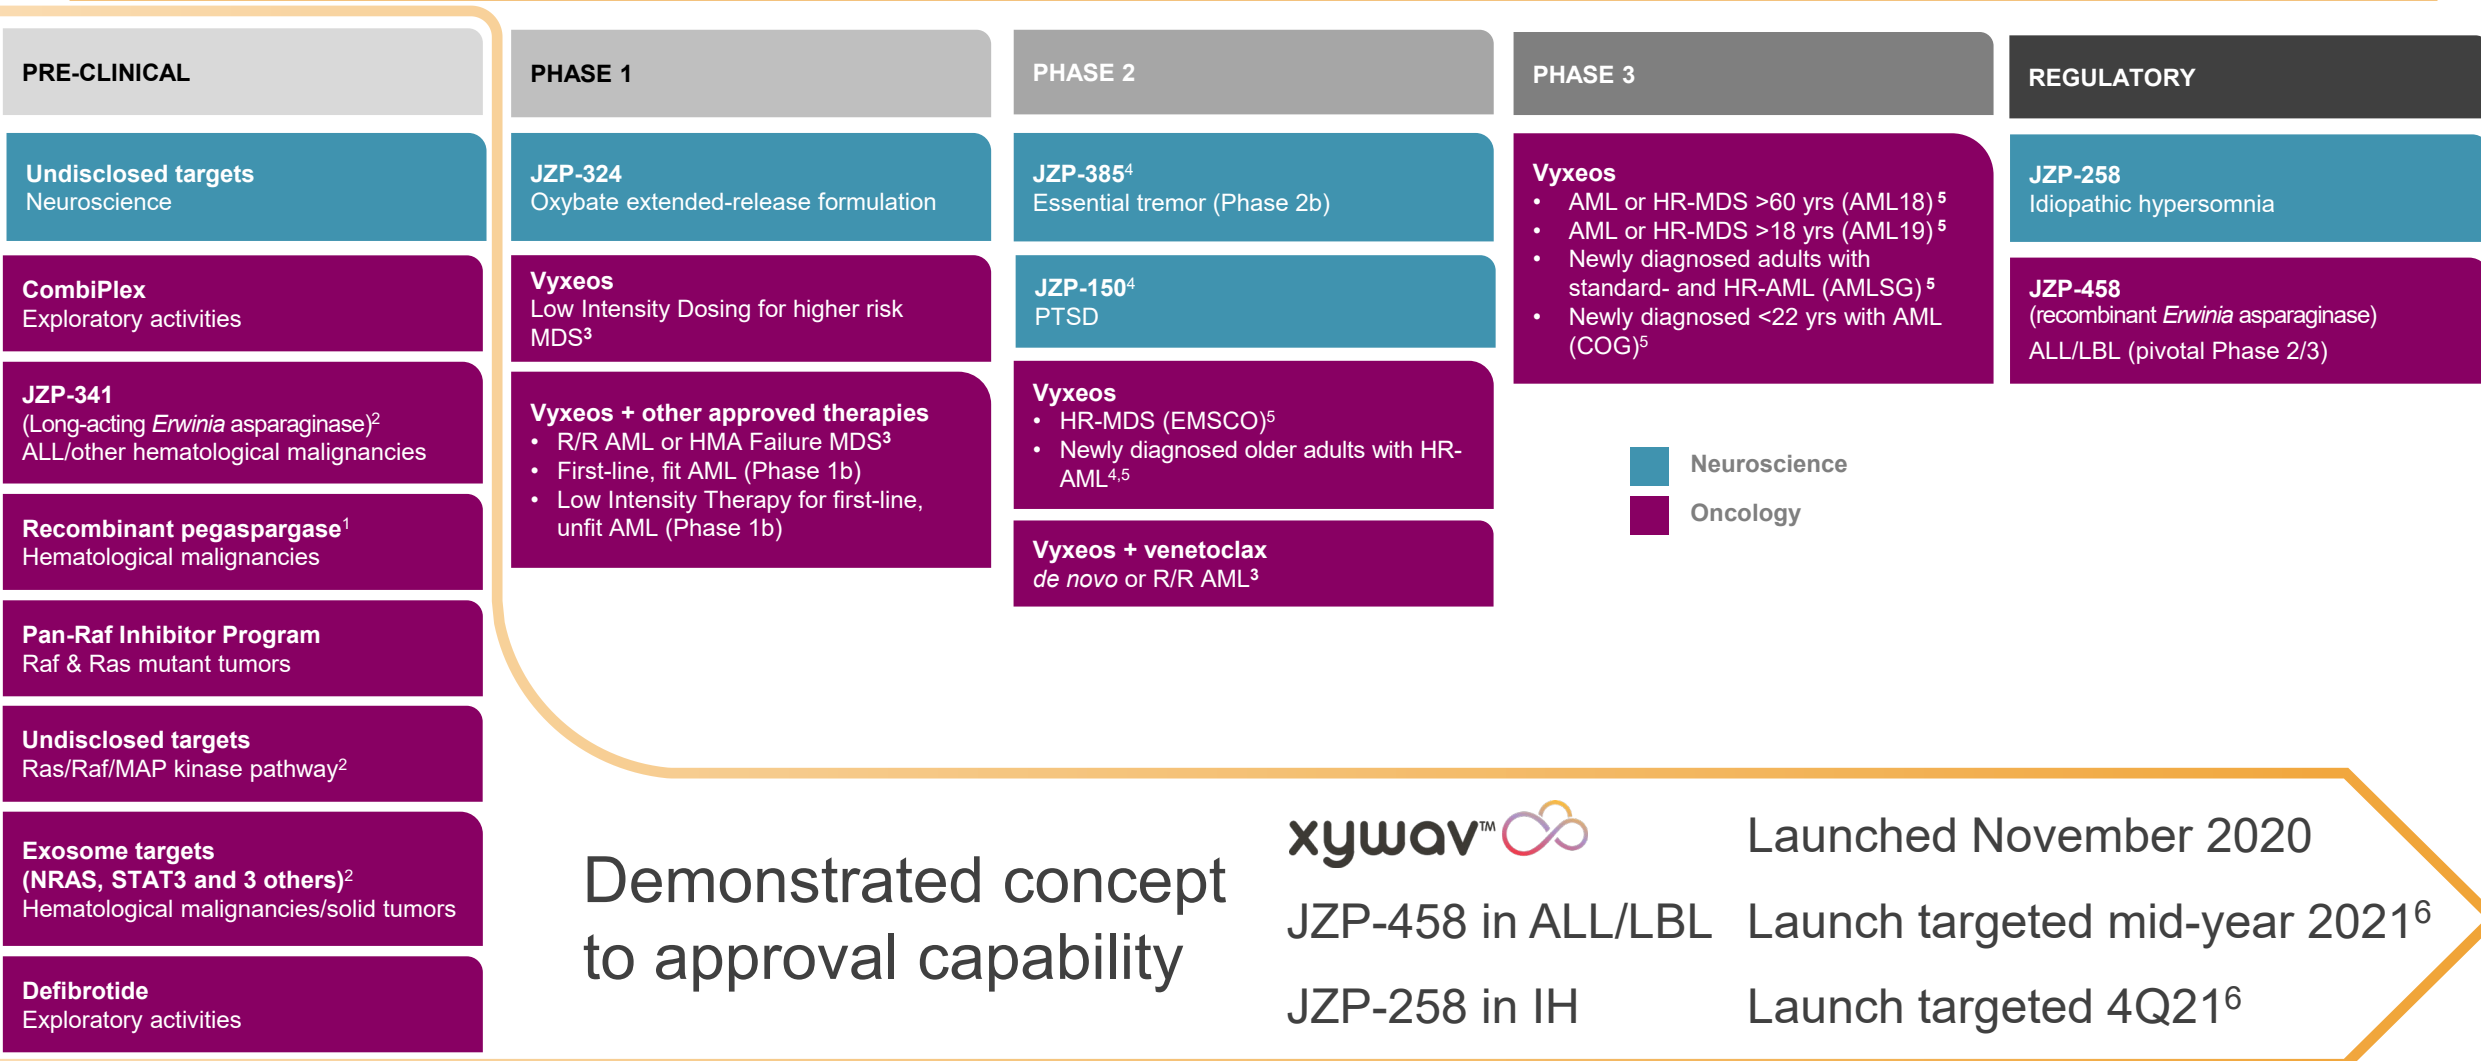 PRE-CLINICAL
Undisclosed targets
Neuroscience
CombiPlex
Exploratory activities
JZP-341
(Long-acting Erwinia asparaginase)2
ALL/other hematological malignancies
Recombinant pegaspargase1
Hematological malignancies
Pan-Raf Inhibitor Program
Raf & Ras mutant tumors
Undisclosed targets
Ras/Raf/MAP kinase pathway2
Exosome targets
(NRAS, STAT3 and 3 others)2
Hematological malignancies/solid tumors
Defibrotide
Exploratory activities
PHASE 1
JZP-324
Oxybate extended-release formulation
Vyxeos
Low Intensity Dosing for higher risk
MDS3
Vyxeos + other approved therapies
• R/R AML or HMA Failure MDS3
• First-line, fit AML (Phase 1b)
• Low Intensity Therapy for first-line,
unfit AML (Phase 1b)
PHASE 2
JZP-3854
Essential tremor (Phase 2b)
JZP-1504
PTSD
Vyxeos
• HR-MDS (EMSCO)5
• Newly diagnosed older adults with HR-
AML4,5
Vyxeos + venetoclax
de novo or R/R AML3
PHASE 3
Vyxeos
• AML or HR-MDS >60 yrs (AML18) 5
• AML or HR-MDS >18 yrs (AML19) 5
• Newly diagnosed adults with
standard- and HR-AML (AMLSG) 5
• Newly diagnosed <22 yrs with AML
(COG)5
REGULATORY
JZP-258
Idiopathic hypersomnia
JZP-458
(recombinant Erwinia asparaginase)
ALL/LBL (pivotal Phase 2/3)
Neuroscience
Oncology
Demonstrated concept
to approval capability
xywav™ Launched November 2020
JZP-458 in ALL/LBL Launch targeted mid-year 20216
JZP-258 in IH Launch targeted 4Q216